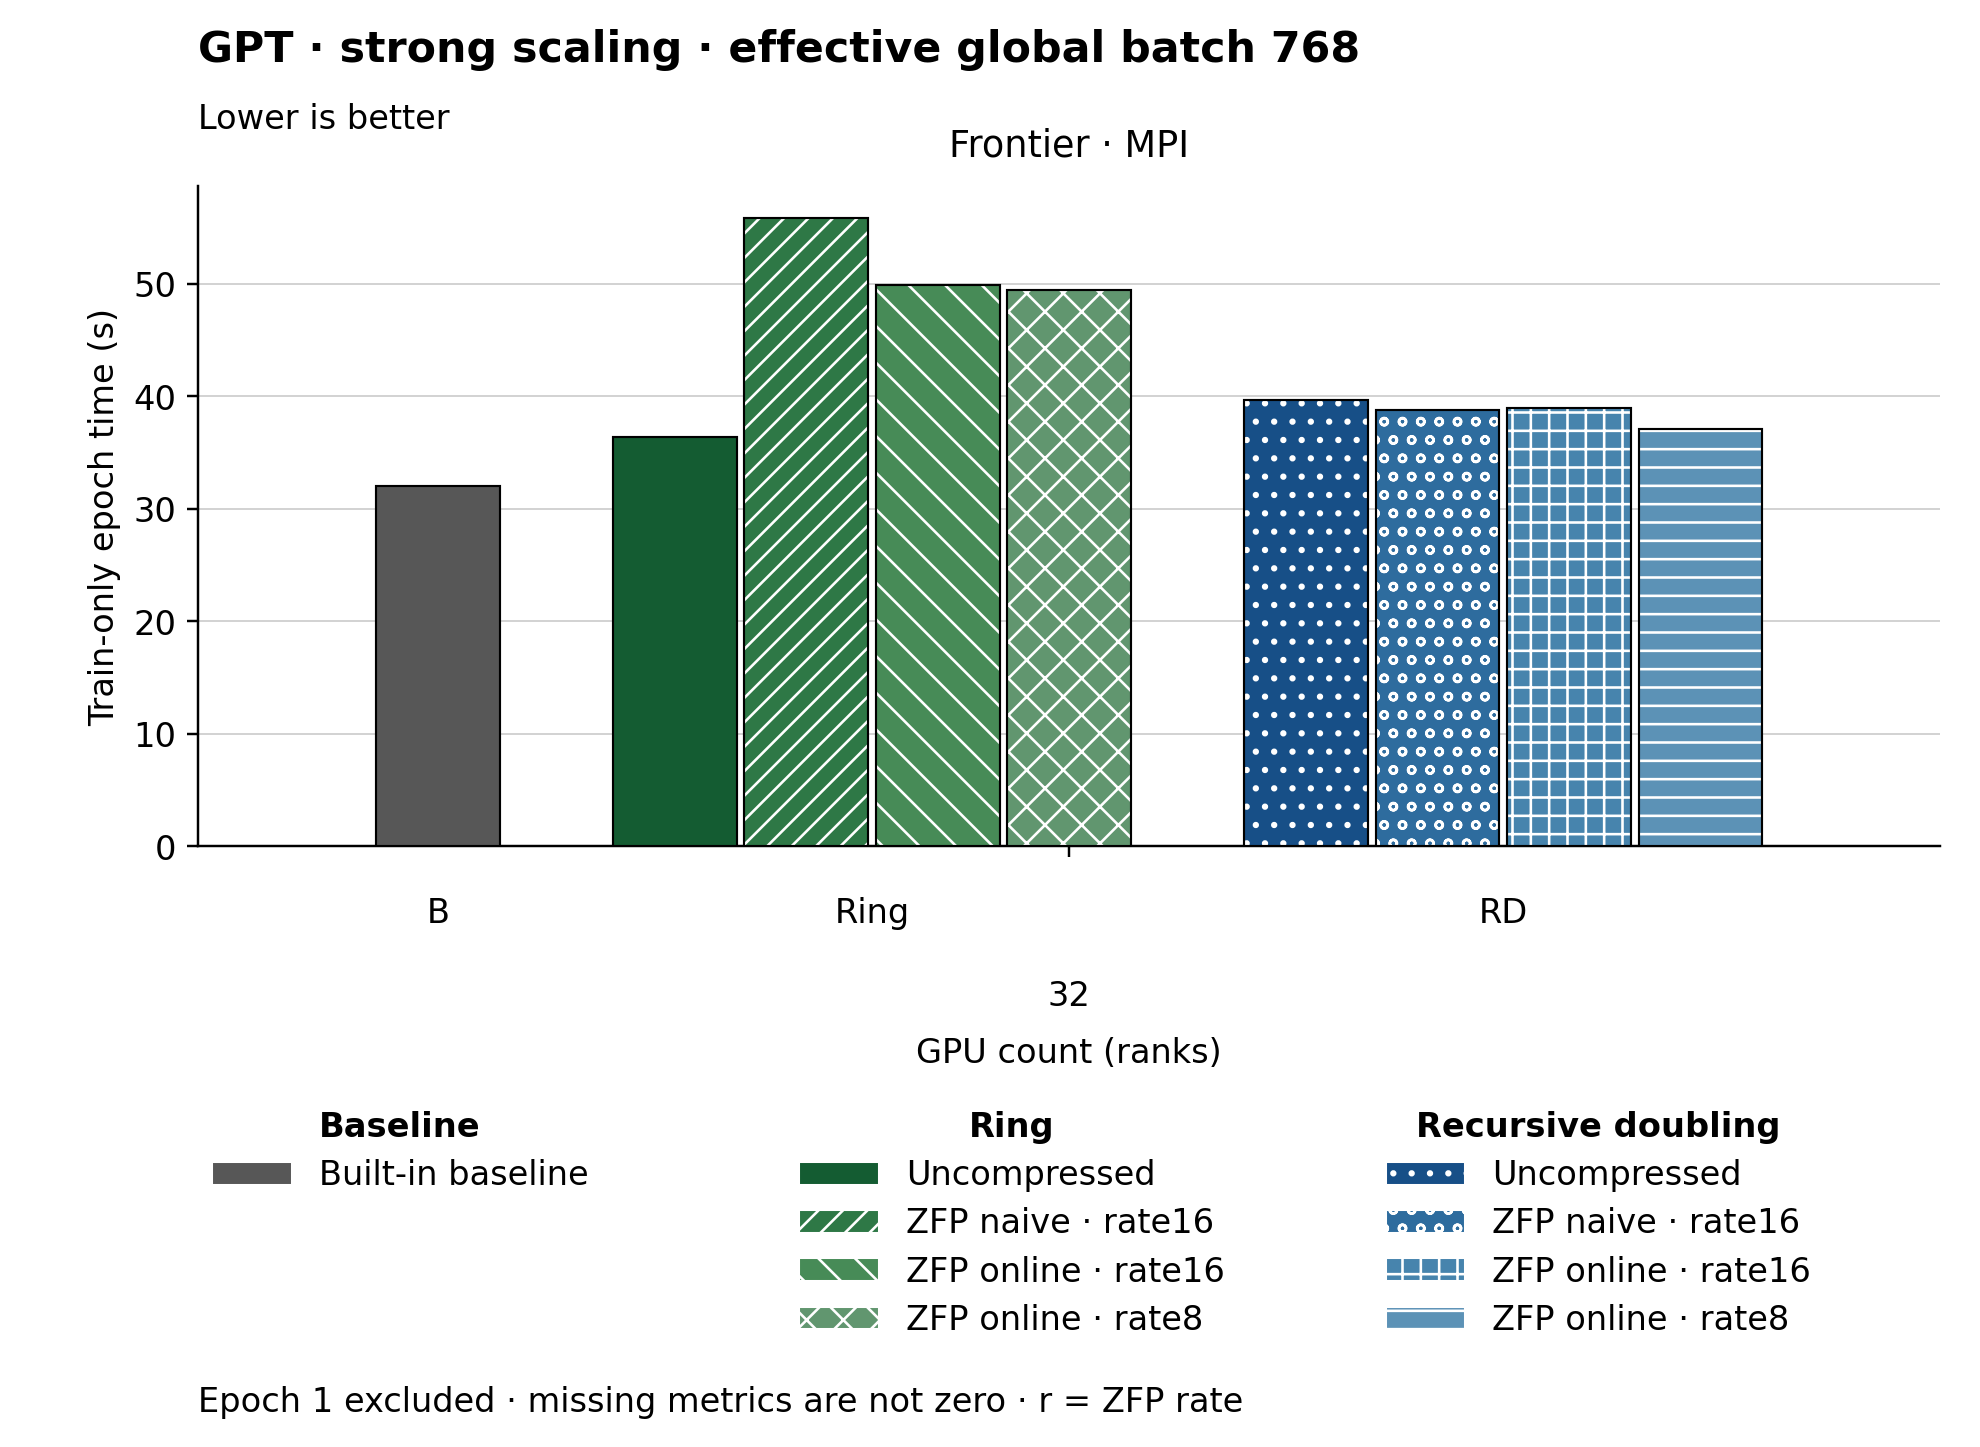 GPT · strong scaling · effective global batch 768
Lower is better
Frontier · MPI
Train-only epoch time (s)
50
40
30
20
10
0
B Ring RD
32
GPU count (ranks)
Baseline Ring Recursive doubling
Built-in baseline Uncompressed Uncompressed
ZFP naive · rate16 ZFP naive · rate16
ZFP online · rate16 ZFP online · rate16
ZFP online · rate8 ZFP online · rate8
Epoch 1 excluded · missing metrics are not zero · r = ZFP rate